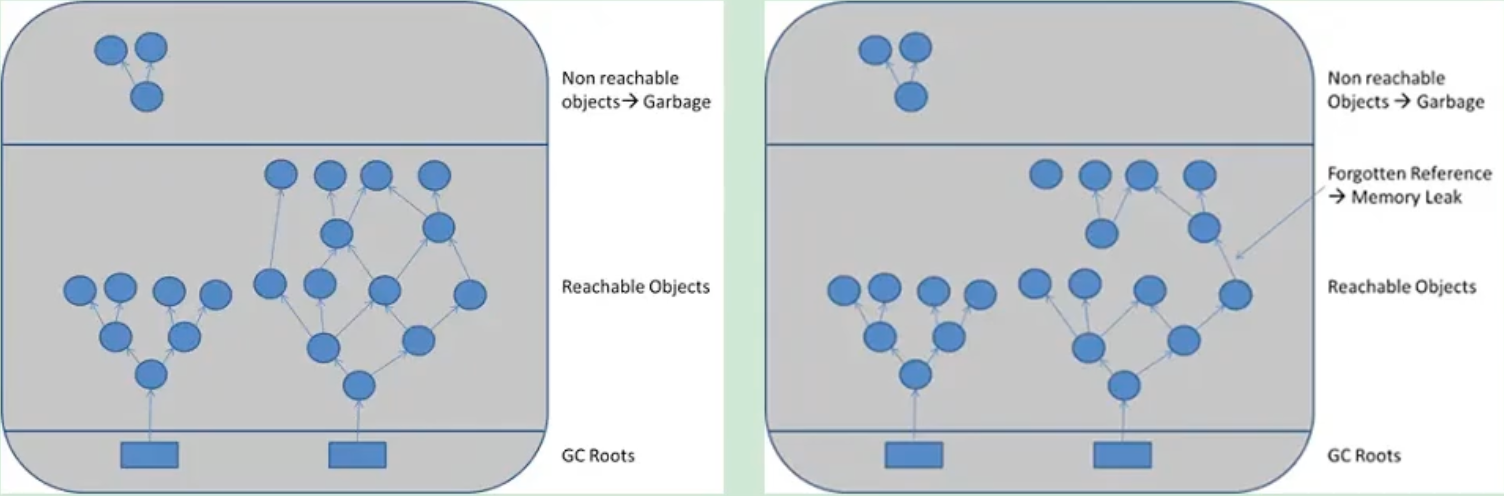 Non reachable
objects→ Garbage
Reachable Objects
GC Roots
Non reachable
Objects → Garbage
Forgotten Reference
→ Memory Leak
Reachable Objects
GC Roots